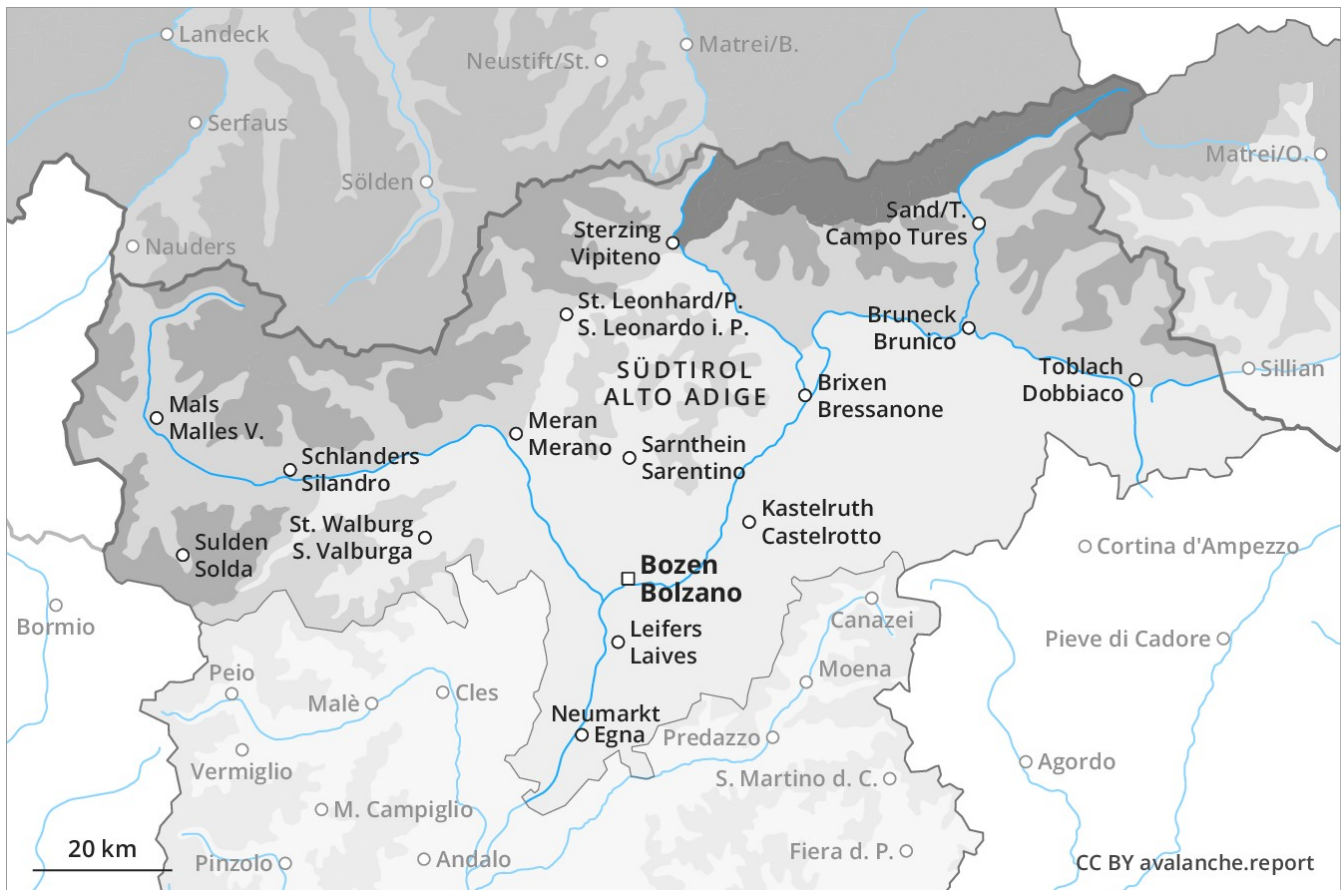 Landeck
Neustift/St.
Matrei/B.
Serfaus
Matrei/O.
Sölden
Sand/T.
Campo Tures
Sterzing
Vipiteno
Nauders
St. Leonhard/P.
S. Leonardo i. P.
Bruneck
Brunico
SÜDTIROL
ALTO ADIGE
Toblach
Dobbiaco
Sillian
Brixen
Bressanone
Mals
Malles V.
Meran
Merano
Sarnthein
Sarentino
Schlanders
Silandro
Kastelruth
Castelrotto
St. Walburg
S. Valburga
Sulden
Solda
Cortina d'Ampezzo
Bozen
Bolzano
Bormio
Canazei
Leifers
Laives
Pieve di Cadore
Peio
Moena
Malè
Cles
Neumarkt
Egna
Predazzo
Vermiglio
Agordo
S. Martino d. C.
M. Campiglio
20 km
Pinzolo
Andalo
Fiera d. P.
CC BY avalanche.report